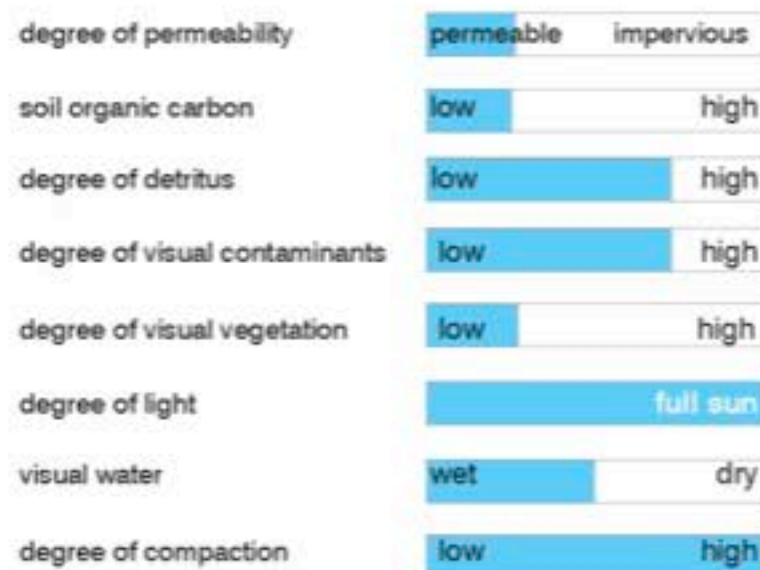 degree of permeability permeable impervious
soil organic carbon low high
degree of detritus low high
degree of visual contaminants low high
degree of visual vegetation low high
degree of light full sun
visual water wet dry
degree of compaction low high